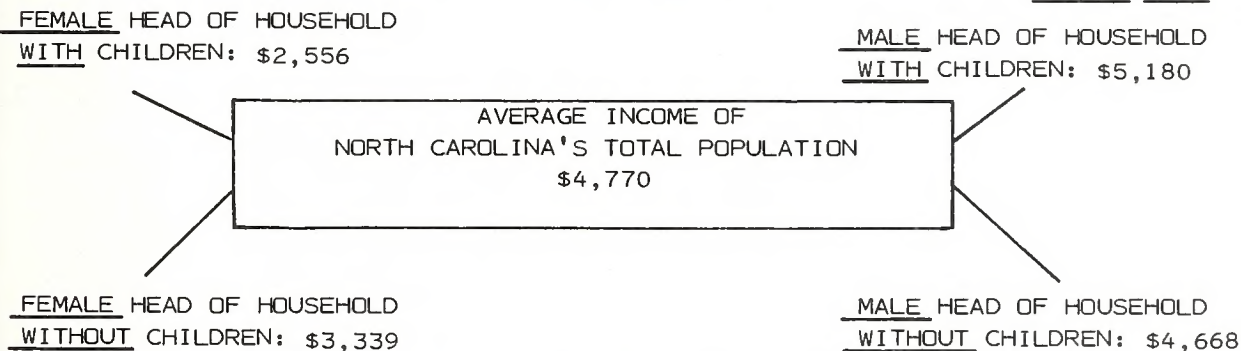 FEMALE HEAD OF HOUSEHOLD
WITH CHILDREN: $2,556
MALE HEAD OF HOUSEHOLD
WITH CHILDREN: $5,180
AVERAGE INCOME OF
NORTH CAROLINA'S TOTAL POPULATION
$4,770
FEMALE HEAD OF HOUSEHOLD
WITHOUT CHILDREN: $3,339
MALE HEAD OF HOUSEHOLD
WITHOUT CHILDREN: $4,668